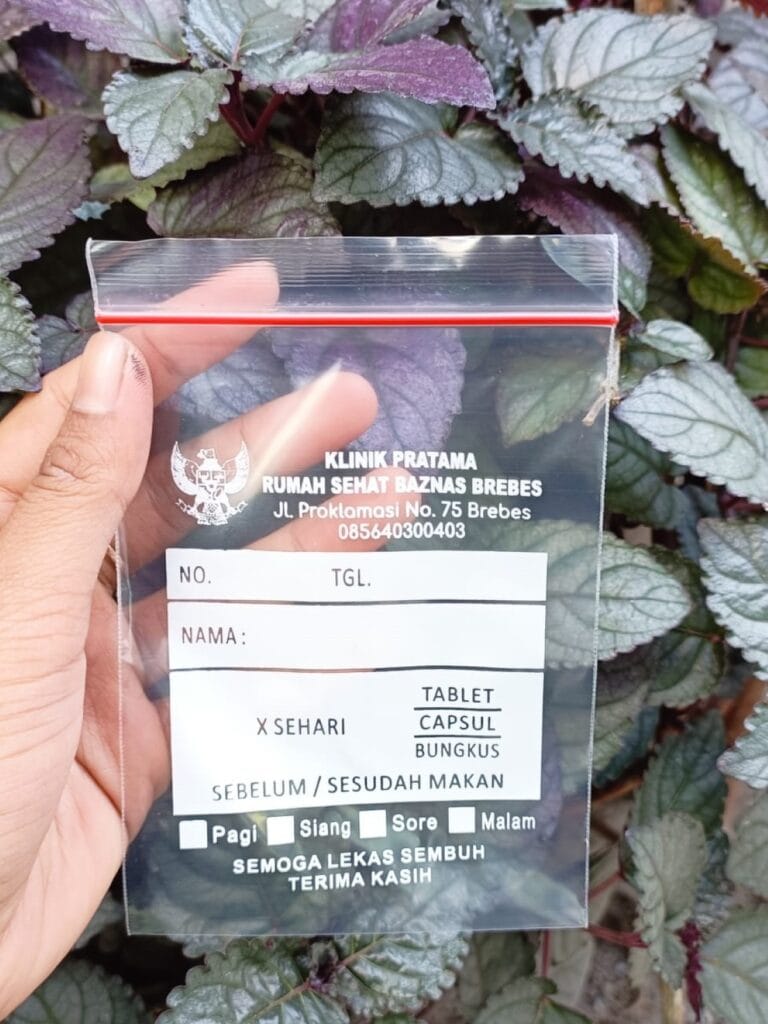 KLINIK PRATAMA
RUMAH SEHAT BAZNAS BREBES
Jl. Proklamasi No. 75 Brebes
085640300403
NO. TGL.
NAMA:
X SEHARI
TABLET
CAPSUL
BUNGKUS
SEBELUM / SESUDAH MAKAN
Pagi Siang Sore Malam
SEMOGA LEKAS SEMBUH
TERIMA KASIH